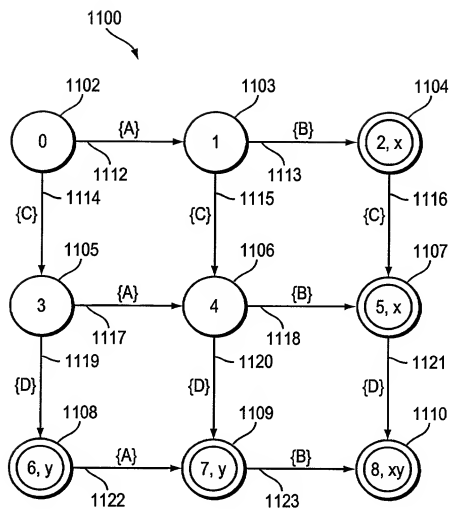 1100
1102 1103 1104
{A} {B}
0 1 2, x
1112 1113
1114 1115 1116
{C} {C} {C}
1105 1106 1107
{A} {B}
3 4 5, x
1117 1118
1119 1120 1121
{D} {D} {D}
1108 1109 1110
{A} {B}
6, y 7, y 8, xy
1122 1123